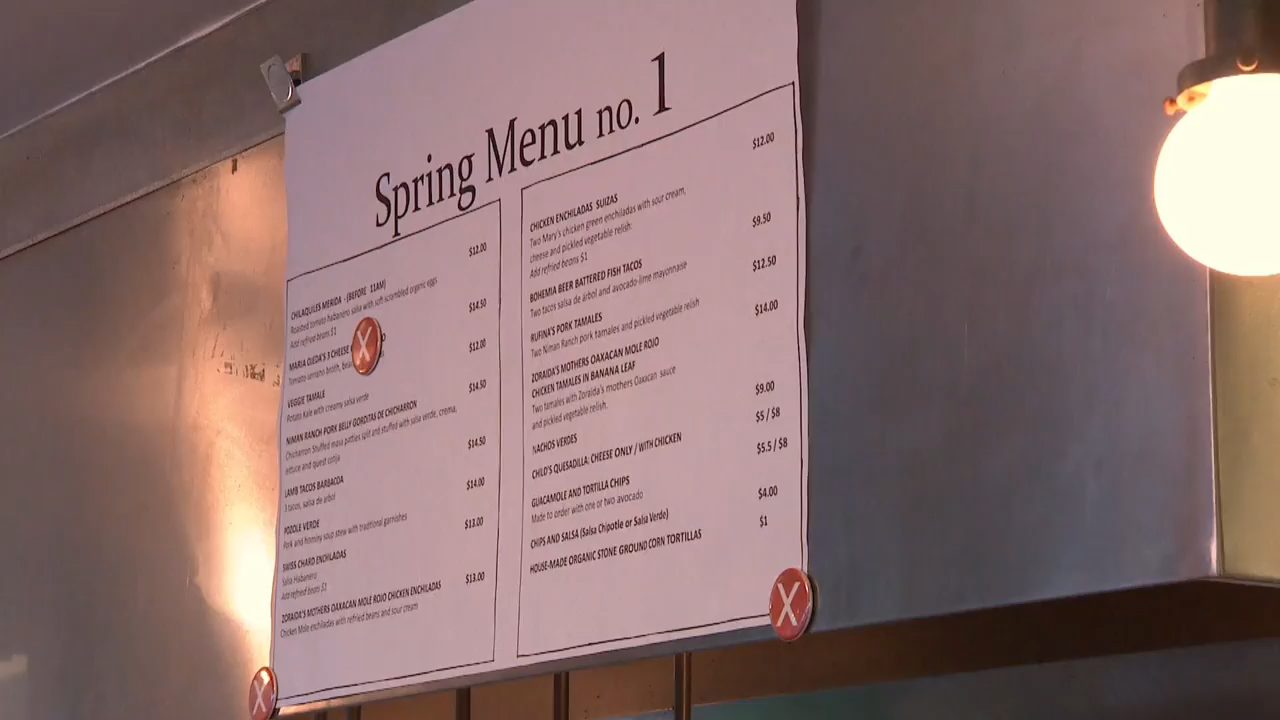 Spring Menu no. 1
$12.00
CHILAQUILES MERIDA - (BEFORE 11AM)
Roasted tomato habanero salsa with soft scrambled organic eggs
Add refried beans $1
$14.50
MARIA OJEDA'S 3 CHEESE
Tomato serrano broth,
$12.00
VEGGIE TAMALE
Potato Kale with creamy salsa verde
$14.50
NIMAN RANCH PORK BELLY GORDITAS DE CHICHARRON
Chicharron Stuffed masa patties split and stuffed with salsa verde, crema,
lettuce and quest cotija
$14.50
LAMB TACOS BARBACOA
3 tacos, salsa de arbol
$14.00
POZOLE VERDE
Pork and hominy soup stew with traditional garnishes
$13.00
SWISS CHARD ENCHILADAS
Salsa Habanero
Add refried beans $1
$13.00
ZORAIDA'S MOTHERS OAXACAN MOLE ROJO CHICKEN ENCHILADAS
Chicken Mole enchiladas with refried beans and sour cream
$12.00
CHICKEN ENCHILADAS SUIZAS
Two Mary's chicken green enchiladas with sour cream,
cheese and pickled vegetable relish.
Add refried beans $1
$9.50
BOHEMIA BEER BATTERED FISH TACOS
Two tacos salsa de arbol and avocado-lime mayonnaise
$12.50
RUFINA'S PORK TAMALES
Two Niman Ranch pork tamales and pickled vegetable relish
$14.00
ZORAIDA'S MOTHERS OAXACAN MOLE ROJO
CHICKEN TAMALES IN BANANA LEAF
Two tamales with Zoraida's mothers Oaxacan sauce
and pickled vegetable relish.
$9.00
NACHOS VERDES
$5 / $8
CHILD'S QUESADILLA: CHEESE ONLY / WITH CHICKEN
$5.5 / $8
GUACAMOLE AND TORTILLA CHIPS
Made to order with one or two avocado
$4.00
CHIPS AND SALSA (Salsa Chipotle or Salsa Verde)
$1
HOUSE-MADE ORGANIC STONE GROUND CORN TORTILLAS
X
X
X